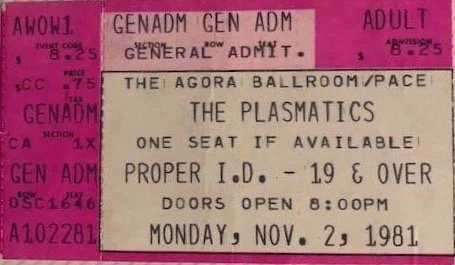 AWOW1 GENADM GEN ADM ADULT
EVENT CODE SECTION ROW SEAT ADMISSION
$ 8.25 GENERAL ADMIT. $ 8.25
PRICE
$CC .75 THE AGORA BALLROOM/PACE
TAX
GENADM THE PLASMATICS
SECTION
CA 1X ONE SEAT IF AVAILABLE
GEN ADM PROPER I.D. - 19 & OVER
ROW SEAT
OSC1646 DOORS OPEN 8:00PM
A102281 MONDAY, NOV. 2, 1981